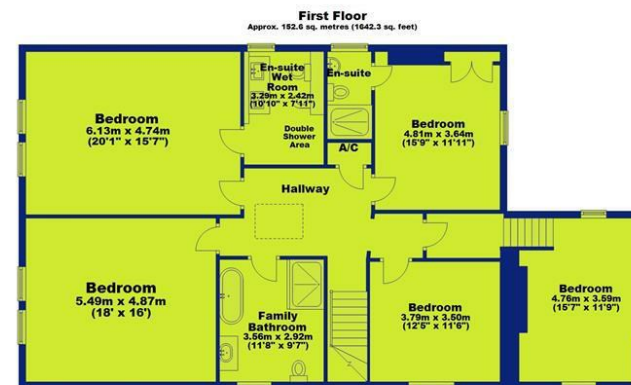 First Floor
Approx. 152.6 sq. metres (1642.3 sq. feet)
Bedroom
6.13m x 4.74m
(20'1" x 15'7")
En-suite
Wet
Room
3.29m x 2.42m
(10'10" x 7'11")
Double
Shower
Area
En-suite
A/C
Bedroom
4.81m x 3.64m
(15'9" x 11'11")
Hallway
Bedroom
5.49m x 4.87m
(18' x 16')
Family
Bathroom
3.56m x 2.92m
(11'8" x 9'7")
Bedroom
3.79m x 3.50m
(12'5" x 11'6")
Bedroom
4.76m x 3.59m
(15'7" x 11'9")